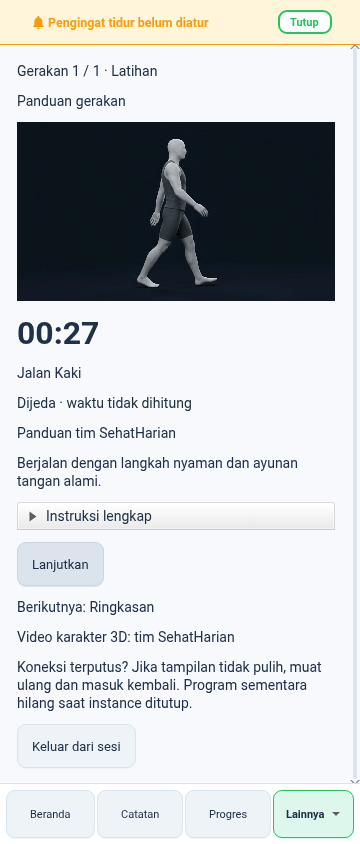 Pengingat tidur belum diatur
Tutup
Gerakan 1 / 1 · Latihan
Panduan gerakan
00:27
Jalan Kaki
Dijeda · waktu tidak dihitung
Panduan tim SehatHarian
Berjalan dengan langkah nyaman dan ayunan
tangan alami.
Instruksi lengkap
Lanjutkan
Berikutnya: Ringkasan
Video karakter 3D: tim SehatHarian
Koneksi terputus? Jika tampilan tidak pulih, muat
ulang dan masuk kembali. Program sementara
hilang saat instance ditutup.
Keluar dari sesi
Beranda
Catatan
Progres
Lainnya